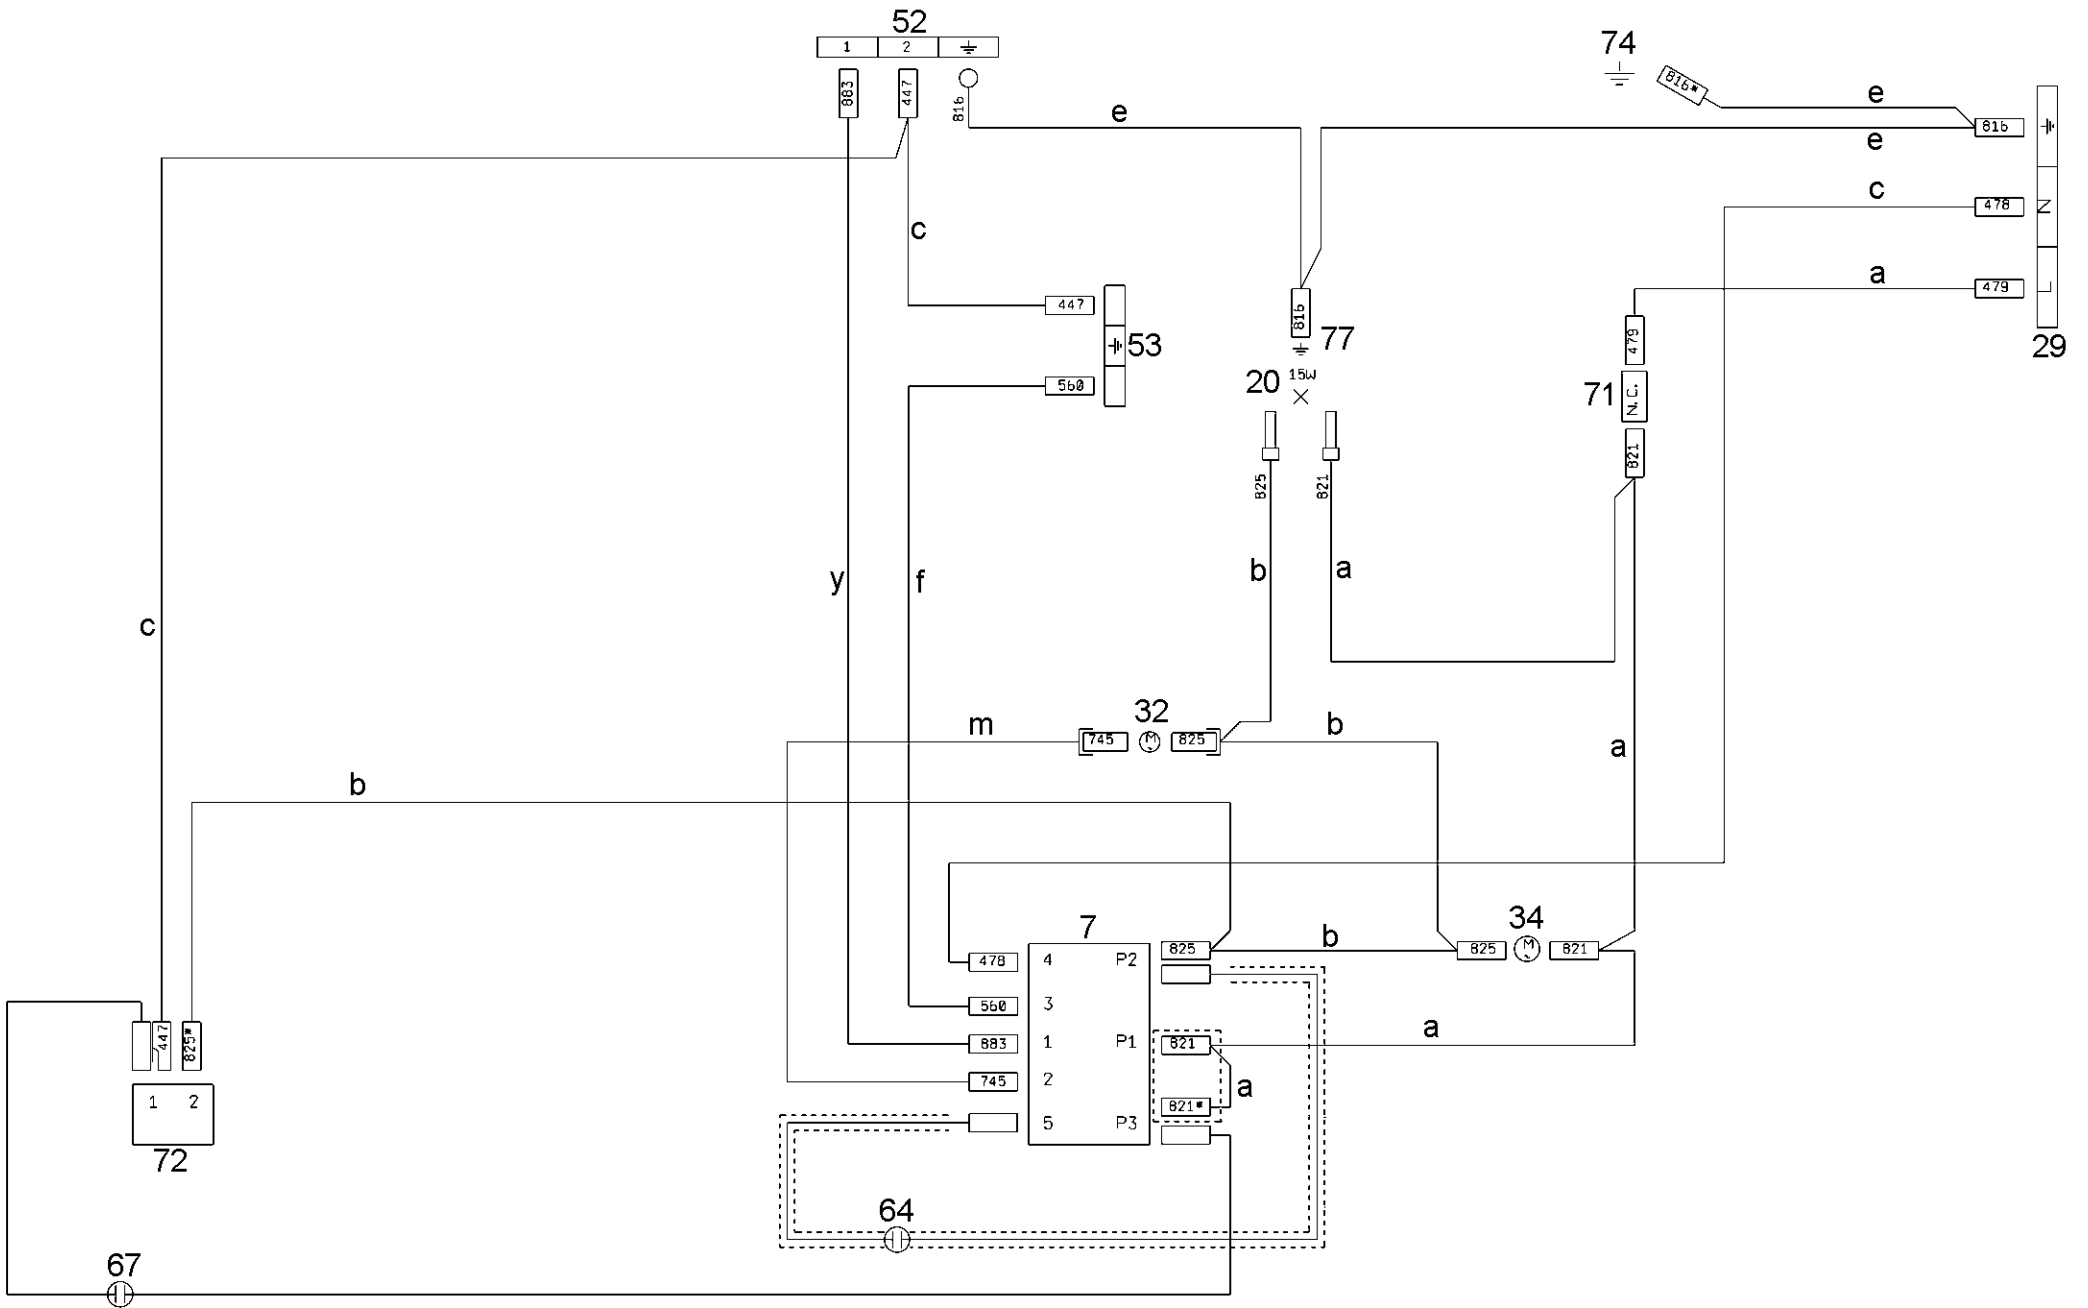 52
1 2
883 447
816
e
74
816*
e
816
e
c
478 N
a
479 L
29
c
447
53
560
816
77
20 15W
479
71 N.C.
821
825 821
b a
y f
c
32
m 745 M 825 b
a
b
7
34
478 4 P2 825 b 825 M 821
560 3
883 1 P1 821 a
745 2 a
821*
5 P3
447 825*
1 2
72
64
67